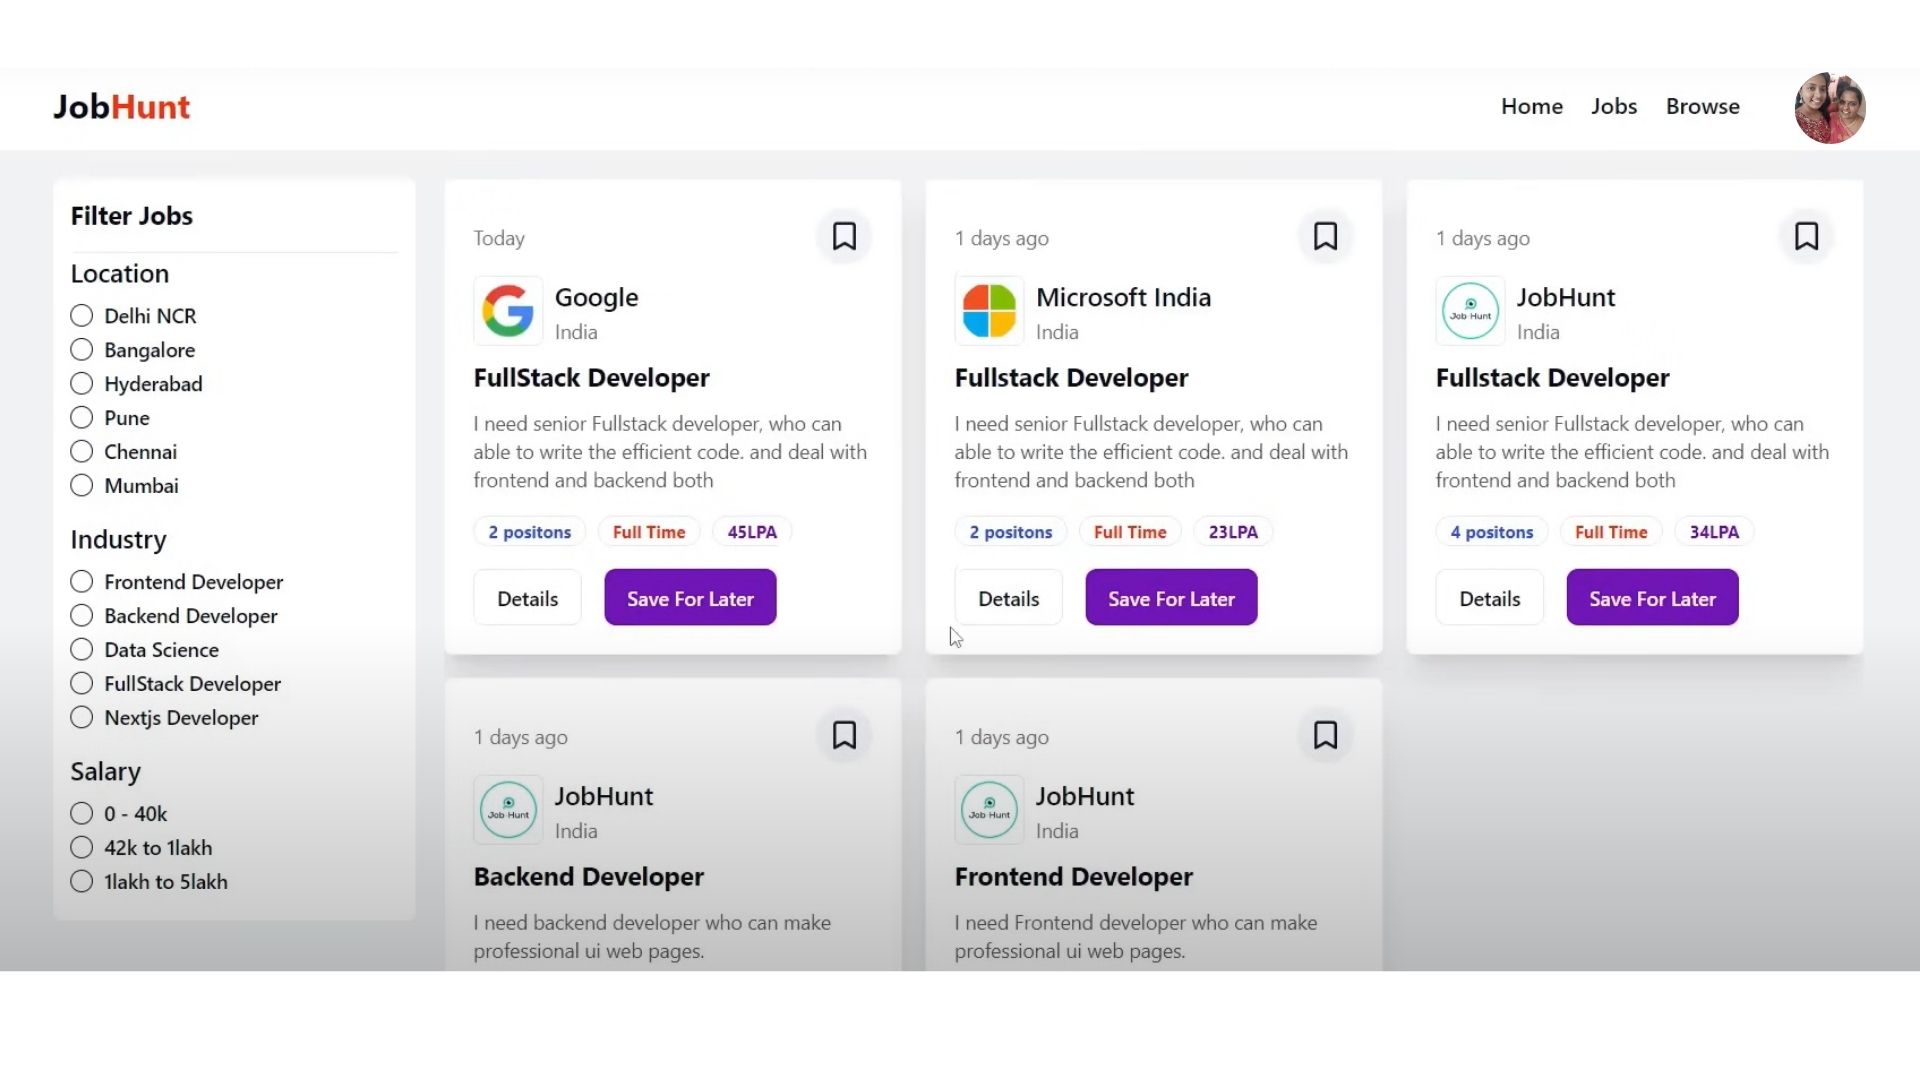 JobHunt
Home Jobs Browse
Filter Jobs
Location
Delhi NCR
Bangalore
Hyderabad
Pune
Chennai
Mumbai
Industry
Frontend Developer
Backend Developer
Data Science
FullStack Developer
Nextjs Developer
Salary
0 - 40k
42k to 1lakh
1lakh to 5lakh
Today
Google
India
FullStack Developer
I need senior Fullstack developer, who can
able to write the efficient code. and deal with
frontend and backend both
2 positons Full Time 45LPA
Details Save For Later
1 days ago
Microsoft India
India
Fullstack Developer
I need senior Fullstack developer, who can
able to write the efficient code. and deal with
frontend and backend both
2 positons Full Time 23LPA
Details Save For Later
1 days ago
Job Hunt
JobHunt
India
Fullstack Developer
I need senior Fullstack developer, who can
able to write the efficient code. and deal with
frontend and backend both
4 positons Full Time 34LPA
Details Save For Later
1 days ago
Job Hunt
JobHunt
India
Backend Developer
I need backend developer who can make
professional ui web pages.
1 days ago
Job Hunt
JobHunt
India
Frontend Developer
I need Frontend developer who can make
professional ui web pages.